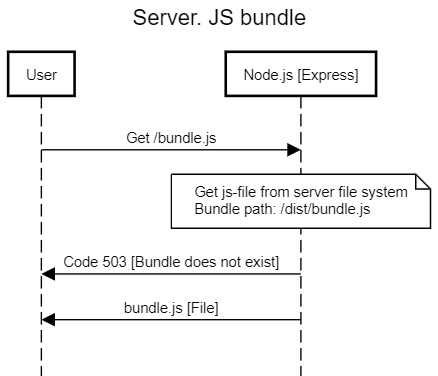 Server. JS bundle
User
Node.js [Express]
Get /bundle.js
Get js-file from server file system
Bundle path: /dist/bundle.js
Code 503 [Bundle does not exist]
bundle.js [File]